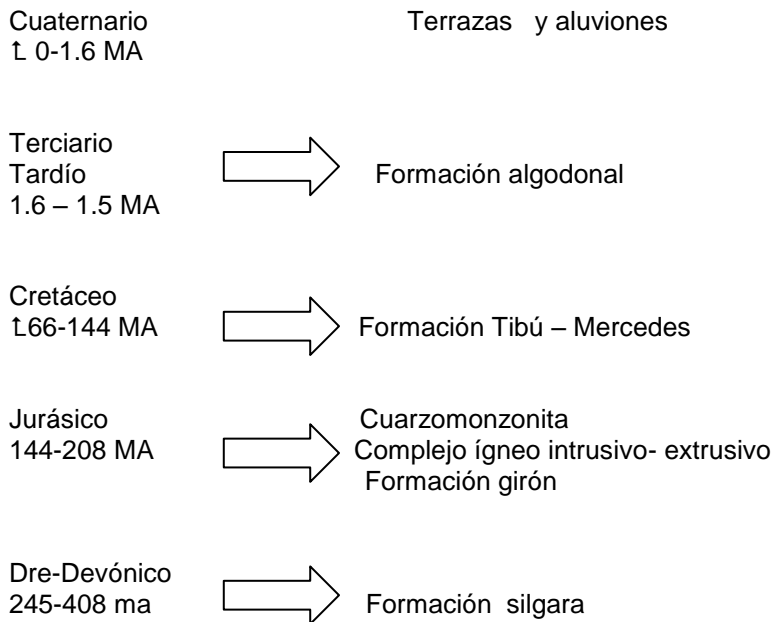 Cuaternario Terrazas y aluviones
↥ 0-1.6 MA
Terciario
Tardío Formación algodonal
1.6 – 1.5 MA
Cretáceo
↥66-144 MA Formación Tibú – Mercedes
Jurásico Cuarzomonzonita
144-208 MA Complejo ígneo intrusivo- extrusivo
Formación girón
Dre-Devónico
245-408 ma Formación silgara